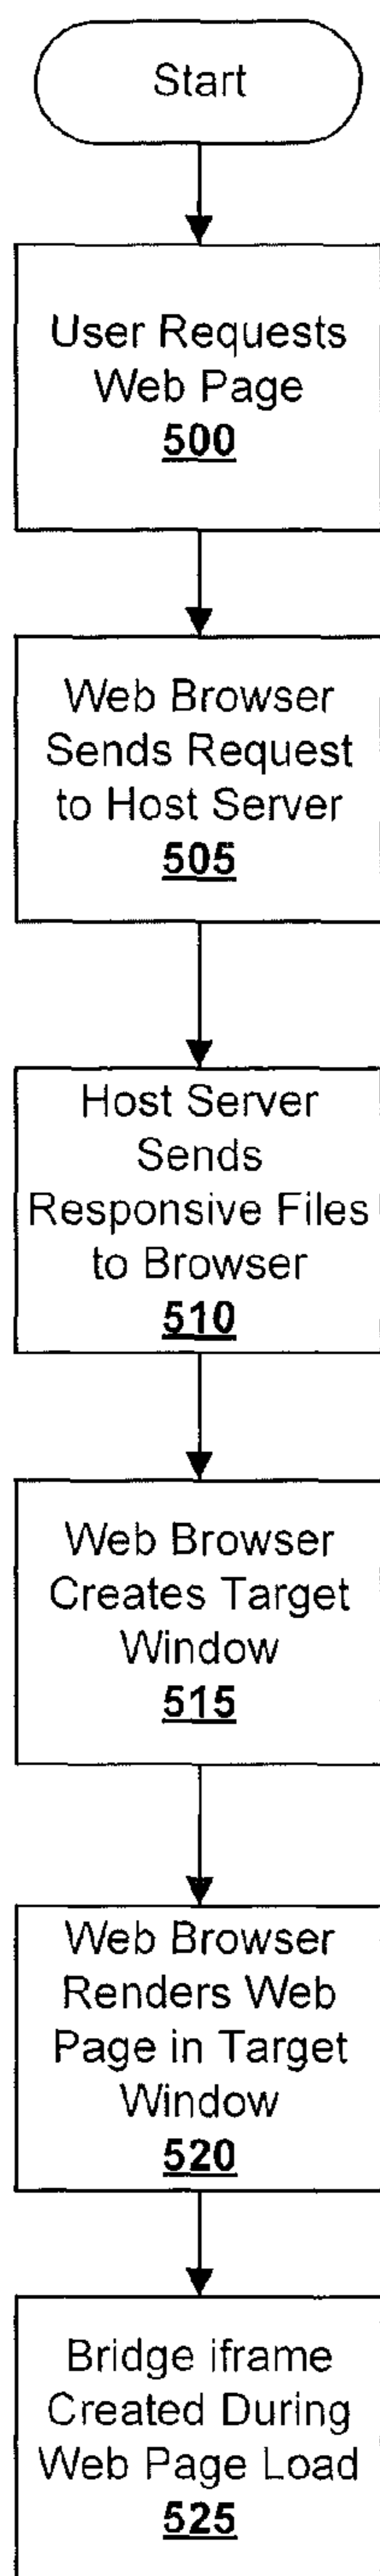 Start
User Requests
Web Page
500
Web Browser
Sends Request
to Host Server
505
Host Server
Sends
Responsive Files
to Browser
510
Web Browser
Creates Target
Window
515
Web Browser
Renders Web
Page in Target
Window
520
Bridge iframe
Created During
Web Page Load
525